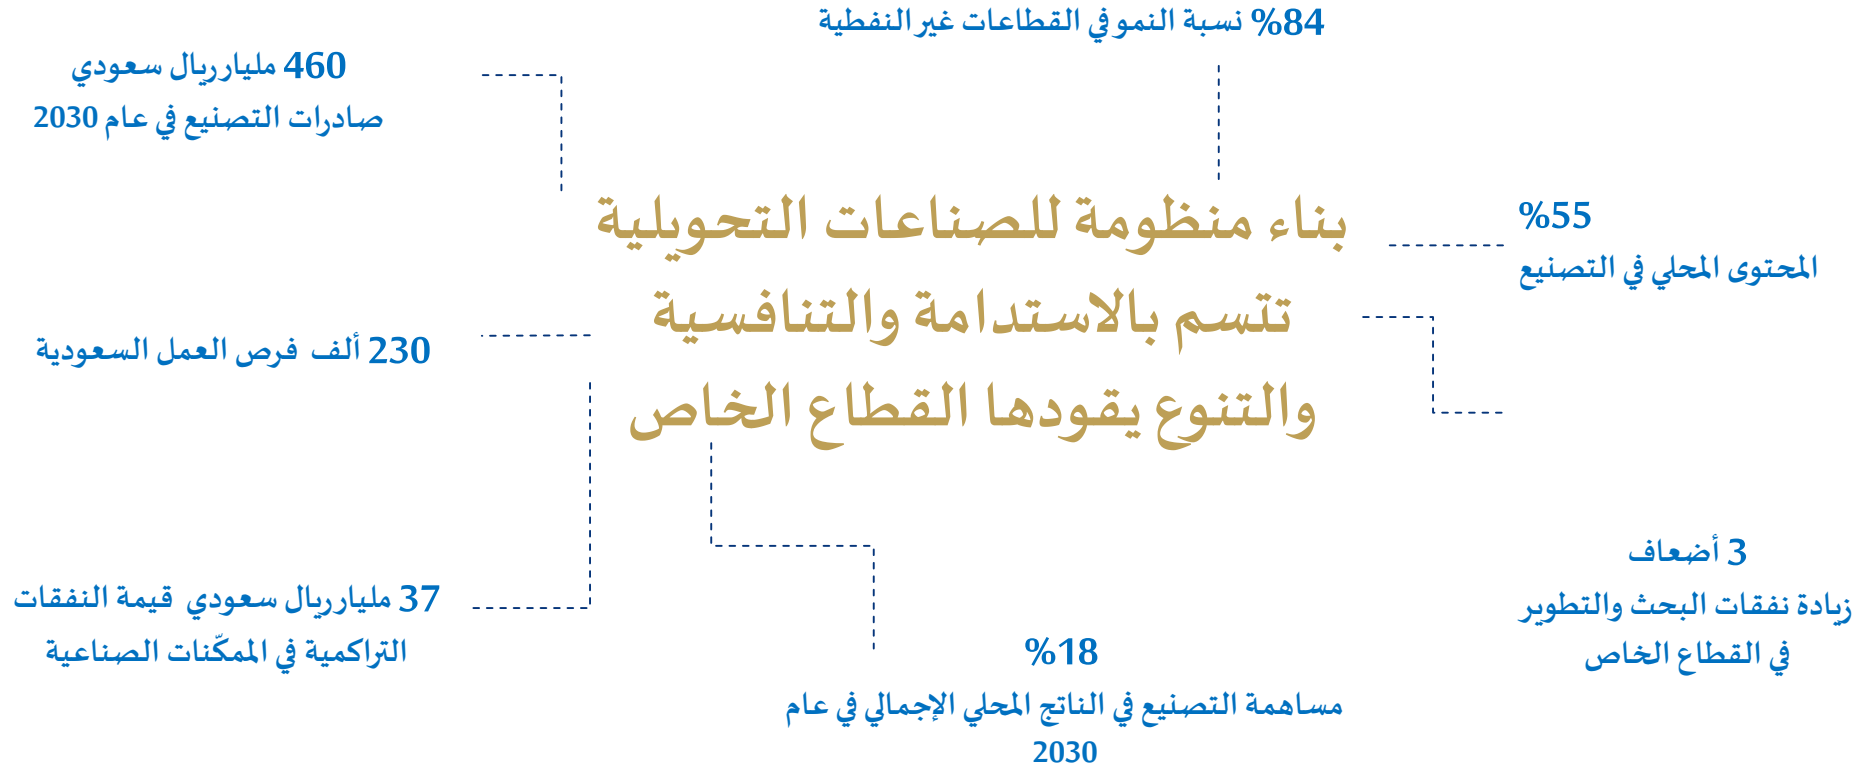 %84 نسبة النمو في القطاعات غير النفطية
460 مليار ريال سعودي
صادرات التصنيع في عام 2030
بناء منظومة للصناعات التحويلية
تتسم بالاستدامة والتنافسية
والتنوع يقودها القطاع الخاص
%55
المحتوى المحلي في التصنيع
230 ألف فرص العمل السعودية
3 أضعاف
زيادة نفقات البحث والتطوير
في القطاع الخاص
37 مليار ريال سعودي قيمة النفقات
التراكمية في الممكّنات الصناعية
%18
مساهمة التصنيع في الناتج المحلي الإجمالي في عام
2030